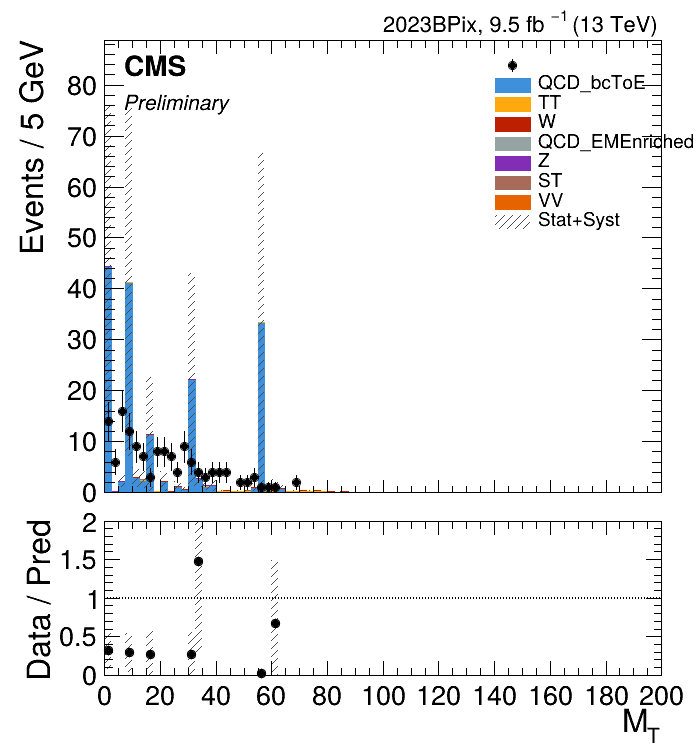 2023BPix, 9.5 fb⁻¹ (13 TeV)
CMS
Preliminary
QCD_bcToE
TT
W
QCD_EMEnriched
Z
ST
VV
Stat+Syst
Events / 5 GeV
80
70
60
50
40
30
20
10
0
Data / Pred
2
1.5
1
0.5
0
0 20 40 60 80 100 120 140 160 180 200
M_T